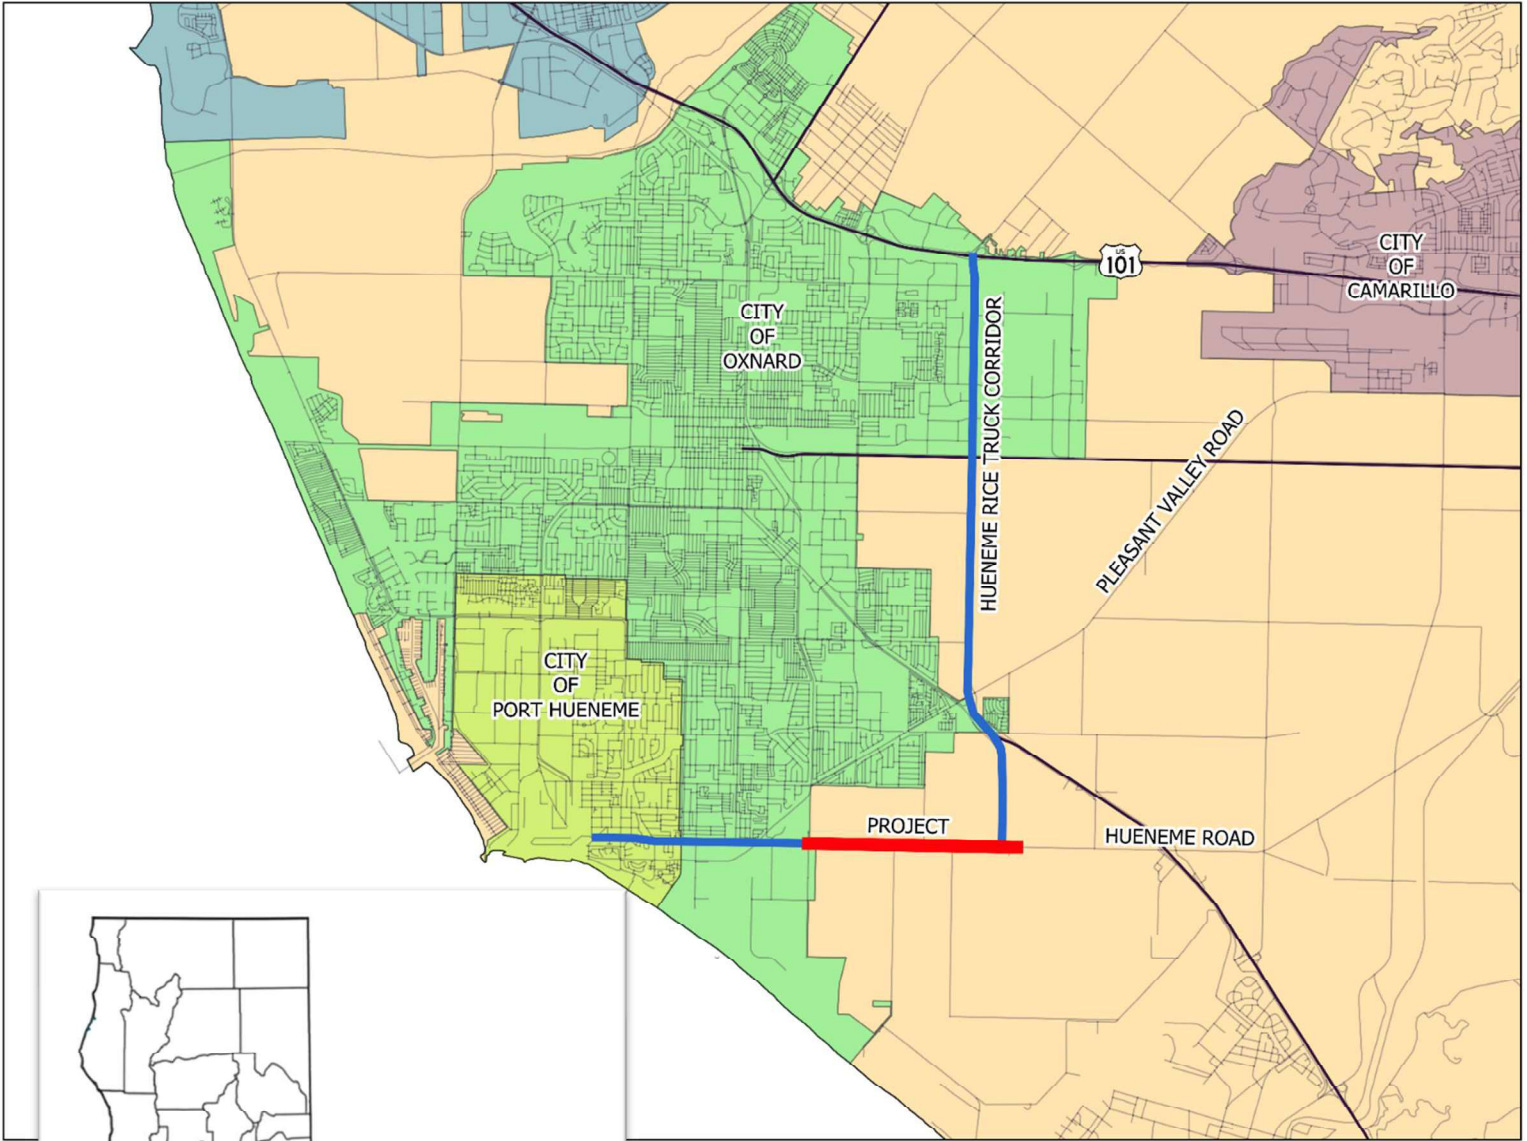 US
101
CITY
OF
CAMARILLO
CITY
OF
OXNARD
HUENEME RICE TRUCK CORRIDOR
PLEASANT VALLEY ROAD
CITY
OF
PORT HUENEME
PROJECT
HUENEME ROAD